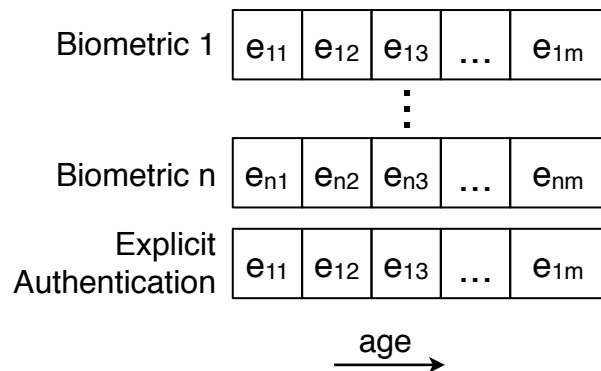 Biometric 1 e11 e12 e13 ... e1m
Biometric n en1 en2 en3 ... enm
Explicit
Authentication e11 e12 e13 ... e1m
age